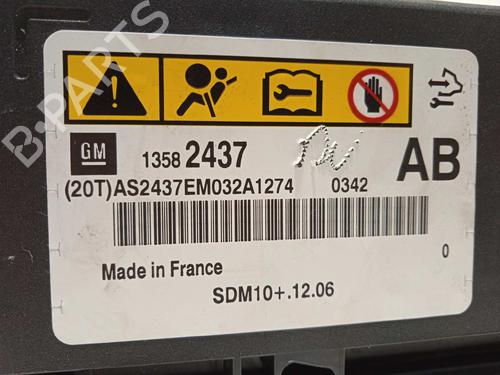 GM
1358 2437
AB
(20T)AS2437EM032A1274 0342
Made in France
0
SDM10+.12.06
B-PARTS